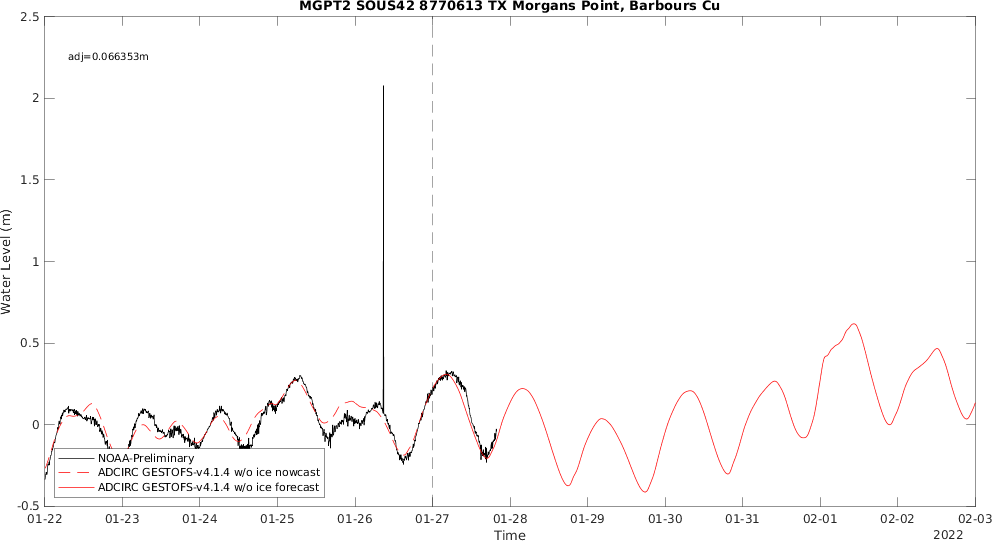 MGPT2 SOUS42 8770613 TX Morgans Point, Barbours Cu
adj=0.066353m
2.5
2
1.5
1
0.5
0
-0.5
Water Level (m)
NOAA-Preliminary
ADCIRC GESTOFS-v4.1.4 w/o ice nowcast
ADCIRC GESTOFS-v4.1.4 w/o ice forecast
01-22 01-23 01-24 01-25 01-26 01-27 01-28 01-29 01-30 01-31 02-01 02-02 02-03
Time
2022